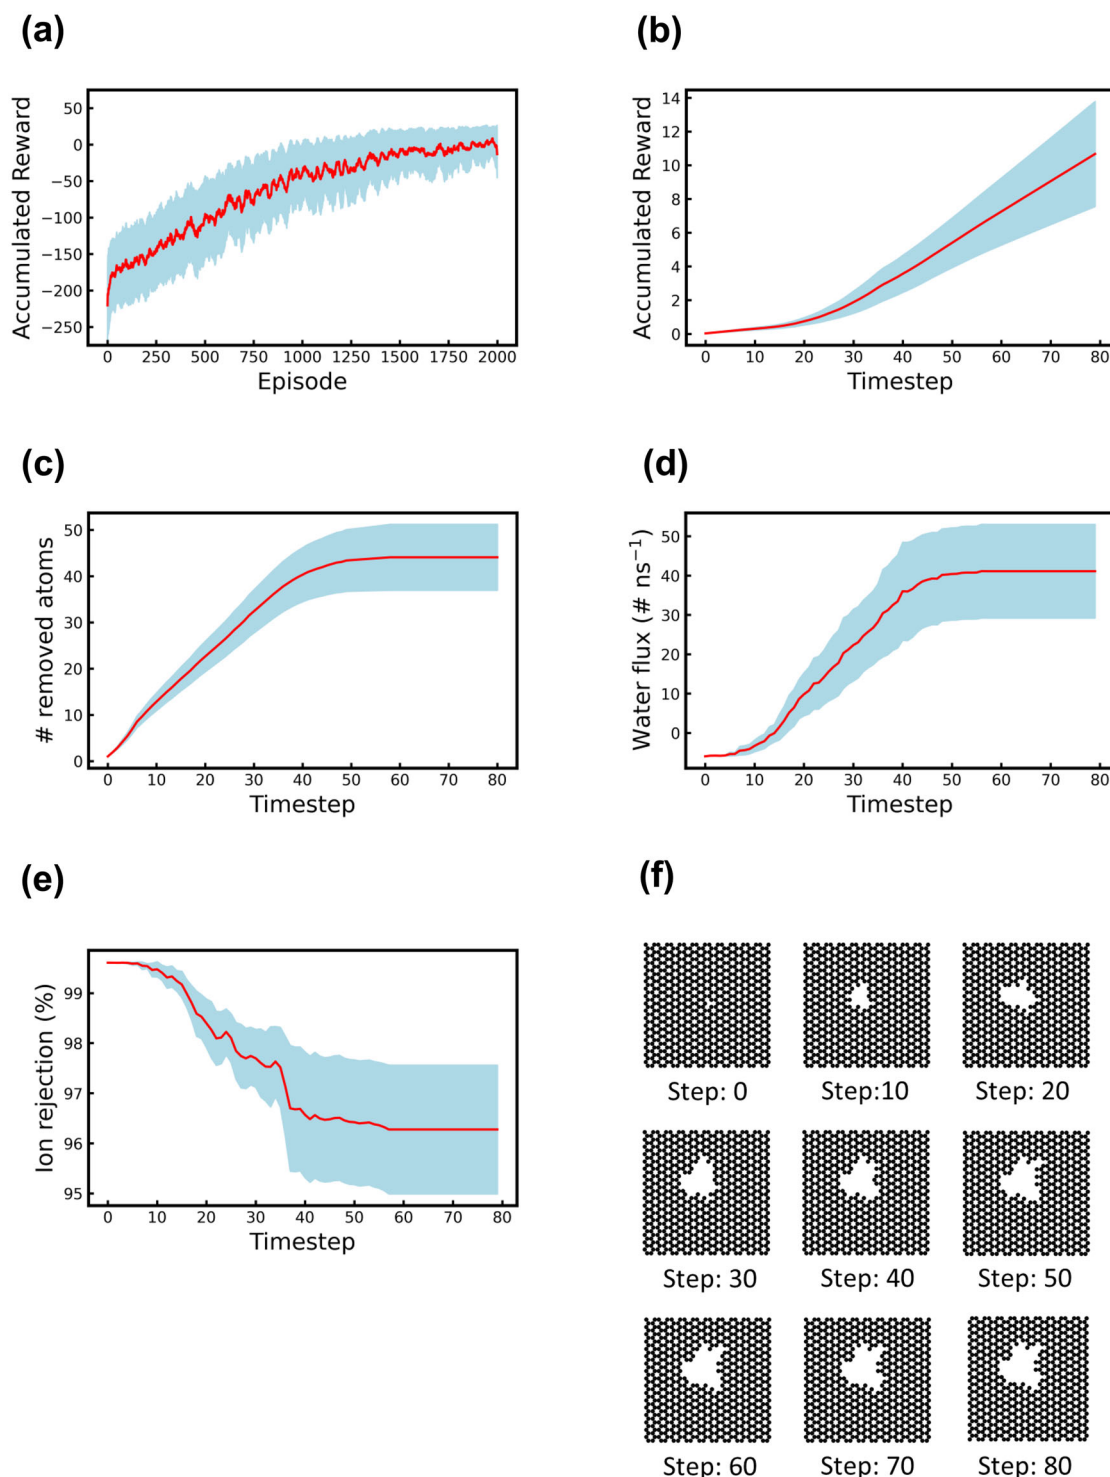 (a)
(b)
Accumulated Reward
50
0
−50
−100
−150
−200
−250
0 250 500 750 1000 1250 1500 1750 2000
Episode
Accumulated Reward
14
12
10
8
6
4
2
0
0 10 20 30 40 50 60 70 80
Timestep
(c)
(d)
# removed atoms
50
40
30
20
10
0
0 10 20 30 40 50 60 70 80
Timestep
Water flux (# ns⁻¹)
50
40
30
20
10
0
0 10 20 30 40 50 60 70 80
Timestep
(e)
(f)
Ion rejection (%)
99
98
97
96
95
0 10 20 30 40 50 60 70 80
Timestep
Step: 0 Step:10 Step: 20
Step: 30 Step: 40 Step: 50
Step: 60 Step: 70 Step: 80